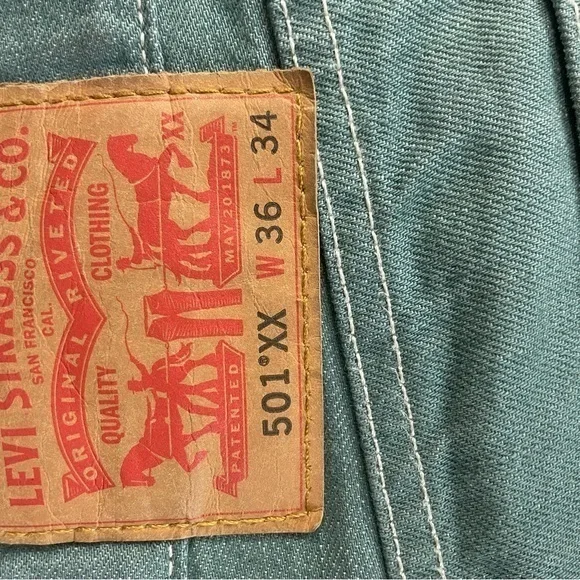 LEVI STRAUSS & CO.
SAN FRANCISCO
CAL.
ORIGINAL RIVETED
QUALITY CLOTHING
XX
PATENTED MAY 20 1873
501®XX W 36 L 34